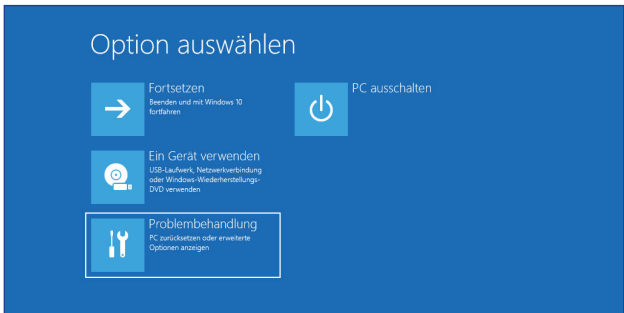 Option auswählen
Fortsetzen
Beenden und mit Windows 10
fortfahren
PC ausschalten
Ein Gerät verwenden
USB-Laufwerk, Netzwerkverbindung
oder Windows-Wiederherstellungs-
DVD verwenden
Problembehandlung
PC zurücksetzen oder erweiterte
Optionen anzeigen